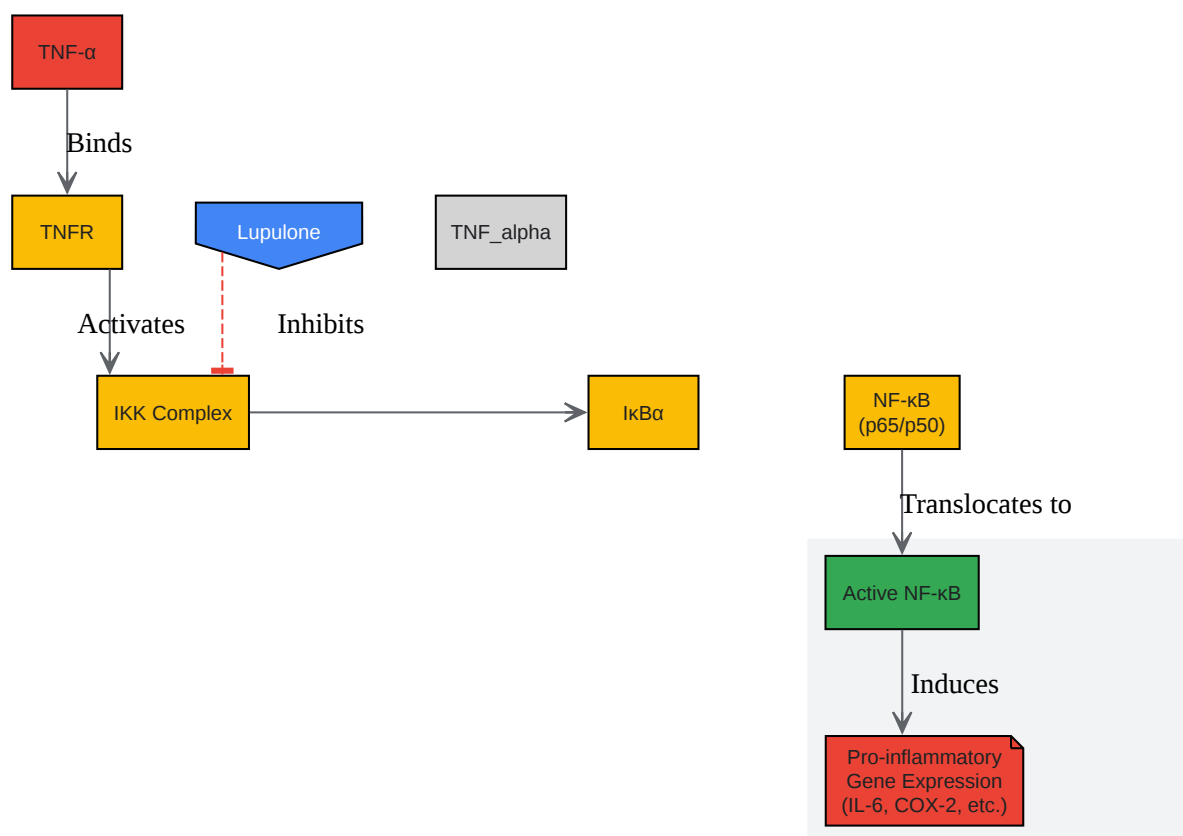 TNF-α
Binds
TNFR
Lupulone
TNF_alpha
Activates
Inhibits
IKK Complex
IκBα
NF-κB
(p65/p50)
Translocates to
Active NF-κB
Induces
Pro-inflammatory
Gene Expression
(IL-6, COX-2, etc.)